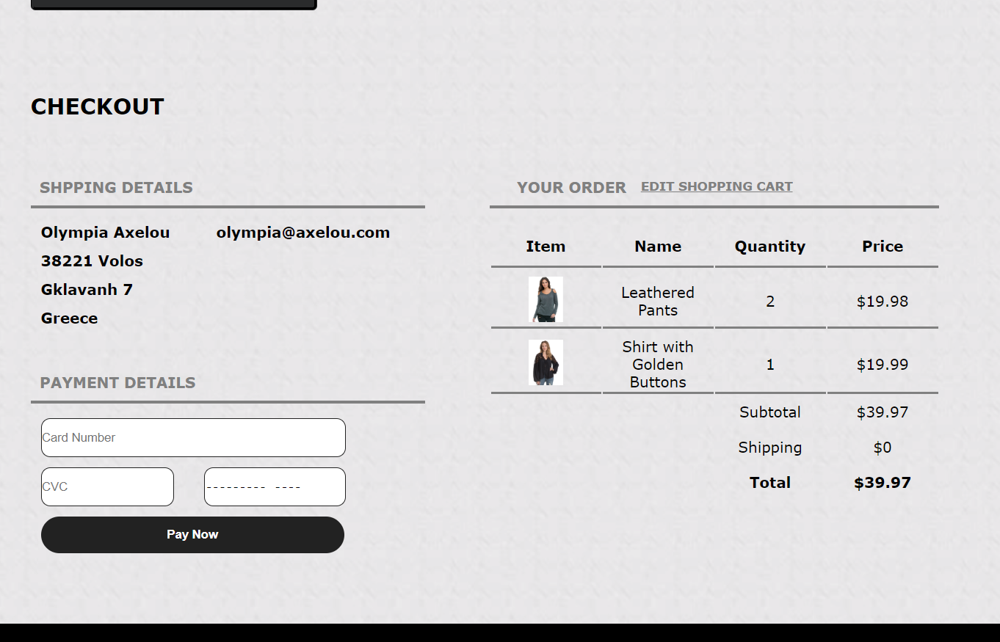 CHECKOUT
SHPPING DETAILS
Olympia Axelou olympia@axelou.com
38221 Volos
Gklavanh 7
Greece
PAYMENT DETAILS
Card Number
CVC
--------- ----
Pay Now
YOUR ORDER EDIT SHOPPING CART
Item Name Quantity Price
Leathered
Pants
2 $19.98
Shirt with
Golden
Buttons
1 $19.99
Subtotal $39.97
Shipping $0
Total $39.97